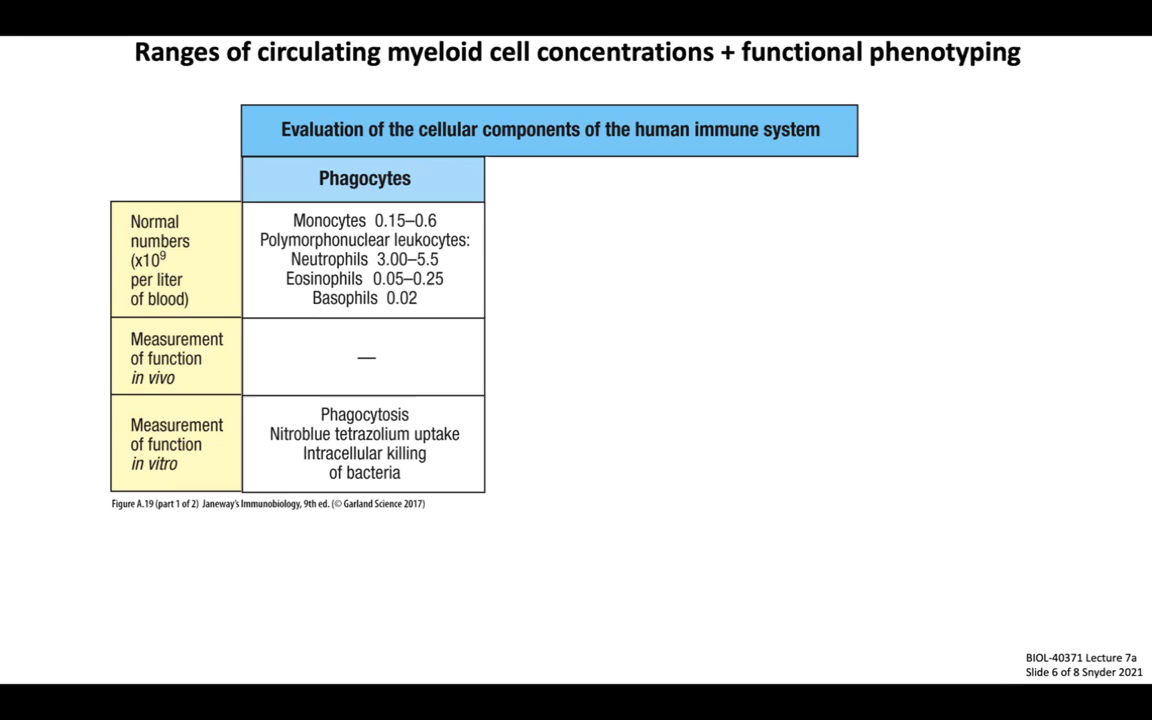 Ranges of circulating myeloid cell concentrations + functional phenotyping
Evaluation of the cellular components of the human immune system
Phagocytes
Normal
numbers
(x10⁹
per liter
of blood)
Monocytes 0.15–0.6
Polymorphonuclear leukocytes:
Neutrophils 3.00–5.5
Eosinophils 0.05–0.25
Basophils 0.02
Measurement
of function
in vivo
—
Measurement
of function
in vitro
Phagocytosis
Nitroblue tetrazolium uptake
Intracellular killing
of bacteria
Figure A.19 (part 1 of 2) Janeway's Immunobiology, 9th ed. (© Garland Science 2017)
BIOL-40371 Lecture 7a
Slide 6 of 8 Snyder 2021